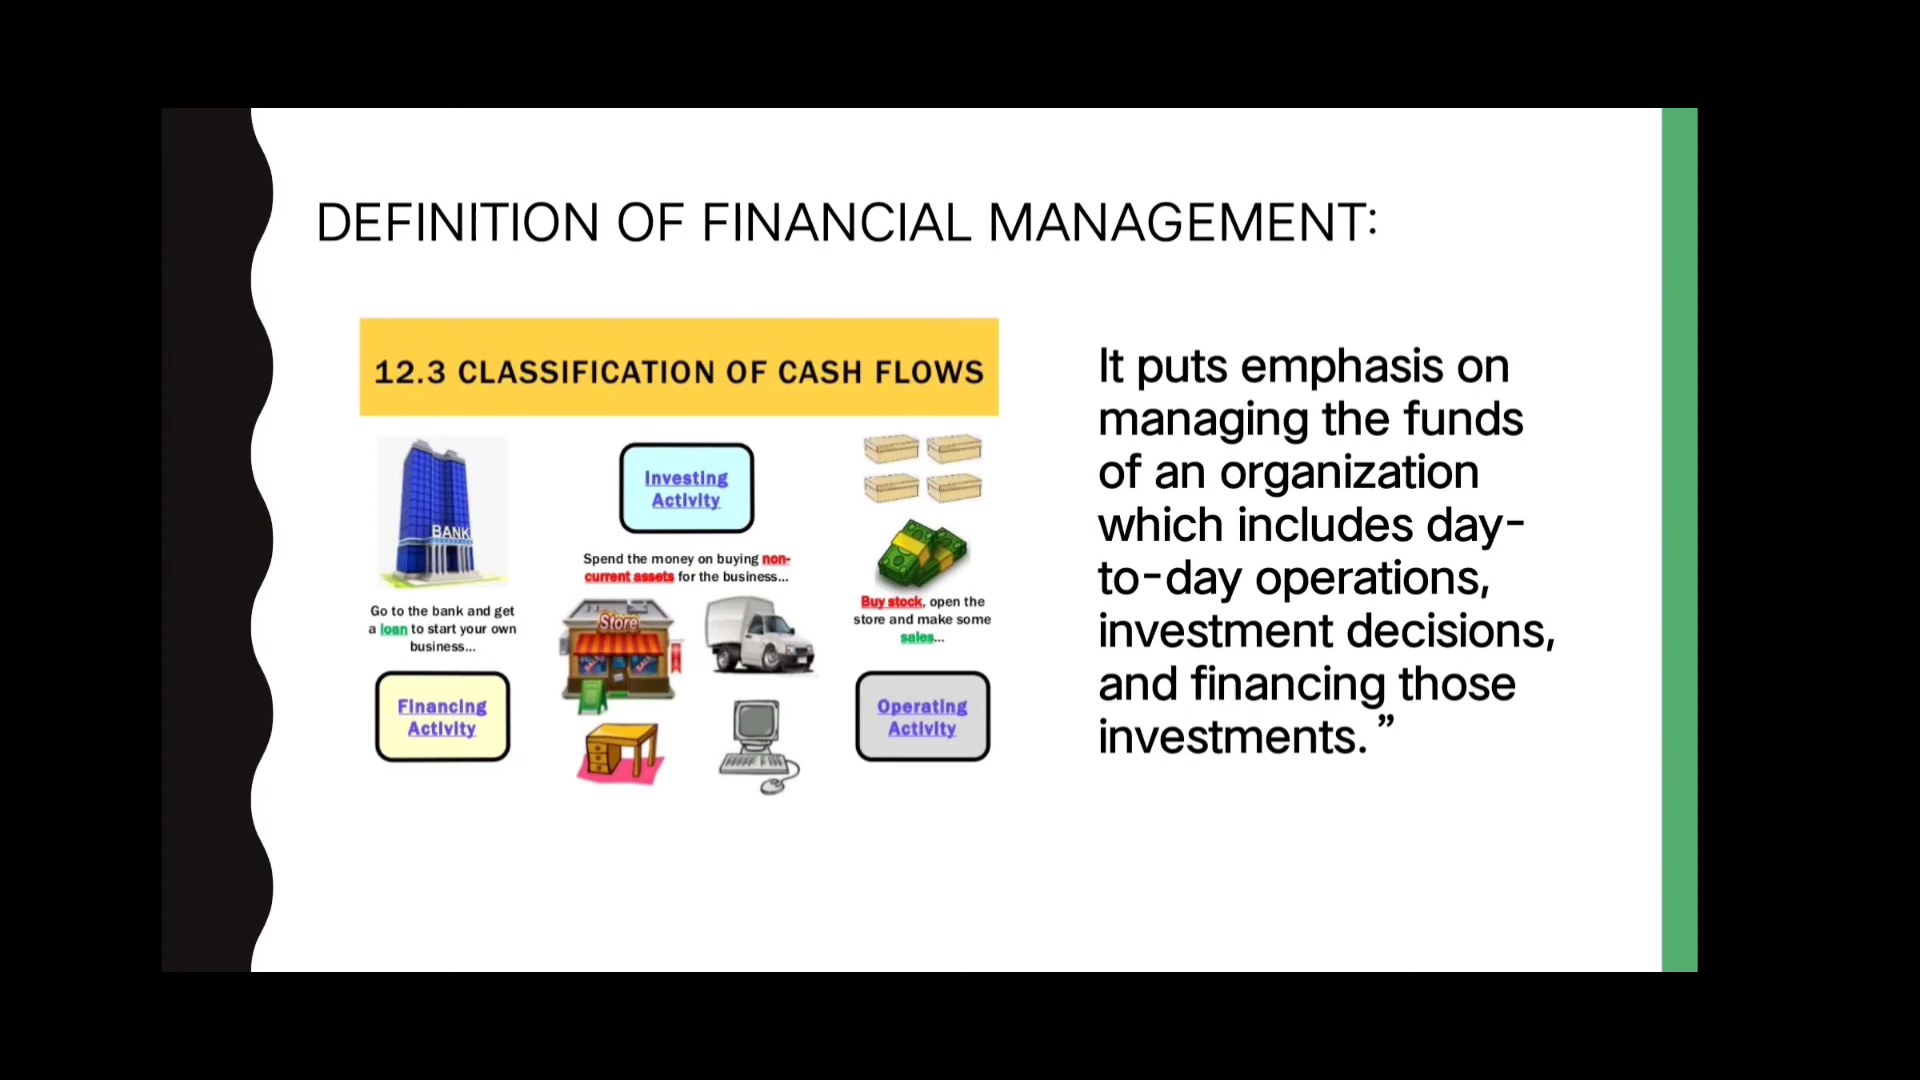 DEFINITION OF FINANCIAL MANAGEMENT:
12.3 CLASSIFICATION OF CASH FLOWS
BANK
Go to the bank and get
a loan to start your own
business...
Financing
Activity
Investing
Activity
Spend the money on buying non-
current assets for the business...
Store
Buy stock, open the
store and make some
sales...
Operating
Activity
It puts emphasis on
managing the funds
of an organization
which includes day-
to-day operations,
investment decisions,
and financing those
investments. ”